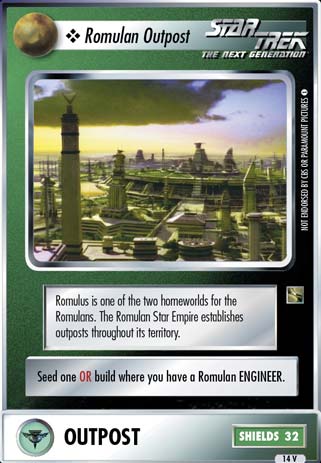 ❖ Romulan Outpost
STAR TREK
THE NEXT GENERATION
NOT ENDORSED BY CBS OR PARAMOUNT PICTURES
Romulus is one of the two homeworlds for the
Romulans. The Romulan Star Empire establishes
outposts throughout its territory.
Seed one OR build where you have a Romulan ENGINEER.
OUTPOST
SHIELDS 32
14 V